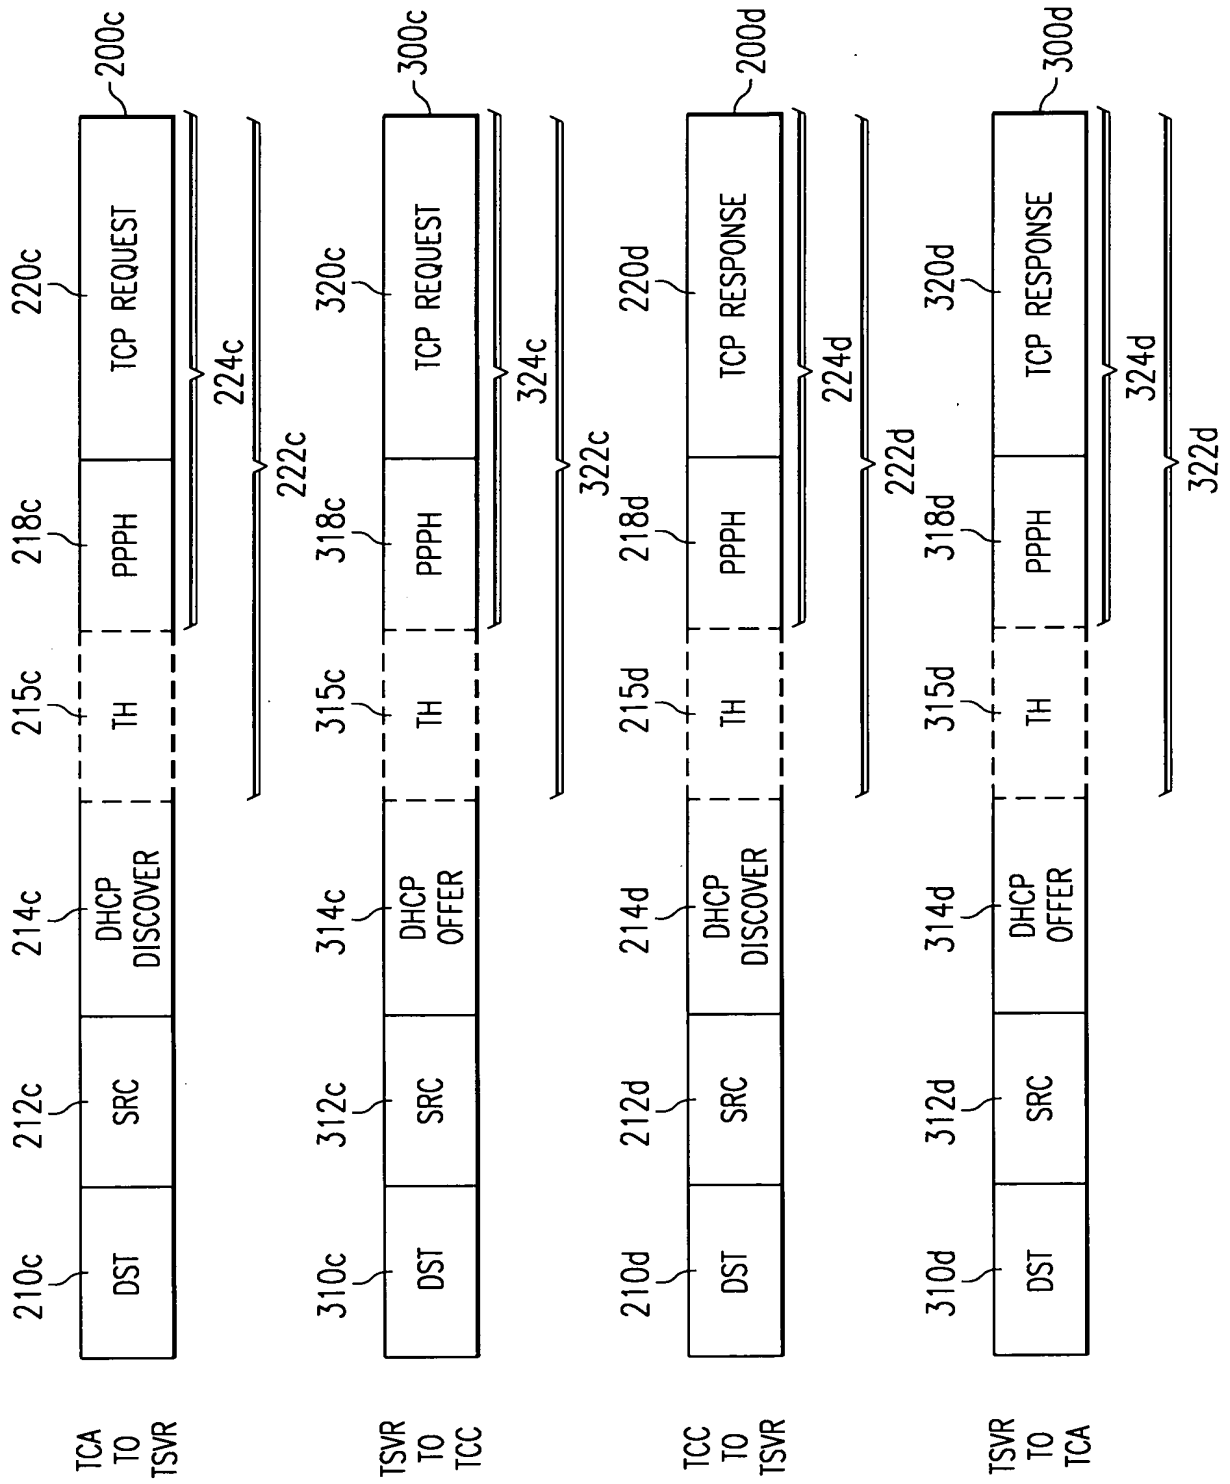 210c
212c
214c
215c
218c
220c
TCA
TO
TSVR
DST
SRC
DHCP
DISCOVER
TH
PPPH
TCP REQUEST
200c
224c
222c
310c
312c
314c
315c
318c
320c
TSVR
TO
TCC
DST
SRC
DHCP
OFFER
TH
PPPH
TCP REQUEST
300c
324c
322c
210d
212d
214d
215d
218d
220d
TCC
TO
TSVR
DST
SRC
DHCP
DISCOVER
TH
PPPH
TCP RESPONSE
200d
224d
222d
310d
312d
314d
315d
318d
320d
TSVR
TO
TCA
DST
SRC
DHCP
OFFER
TH
PPPH
TCP RESPONSE
300d
324d
322d